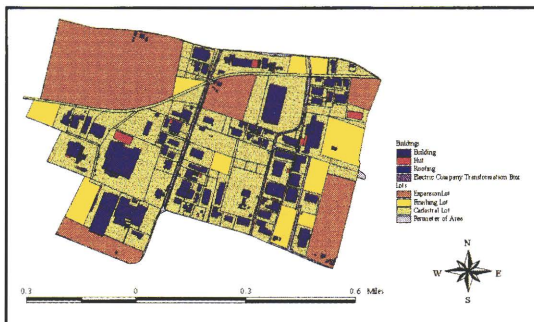 Buildings
Building
Hut
Roofing
Electric Company Transformation Box
Lots
Expansion Lot
Finishing Lot
Cadastral Lot
Perimeter of Area
N
W E
S
0.3 0 0.3 0.6 Miles